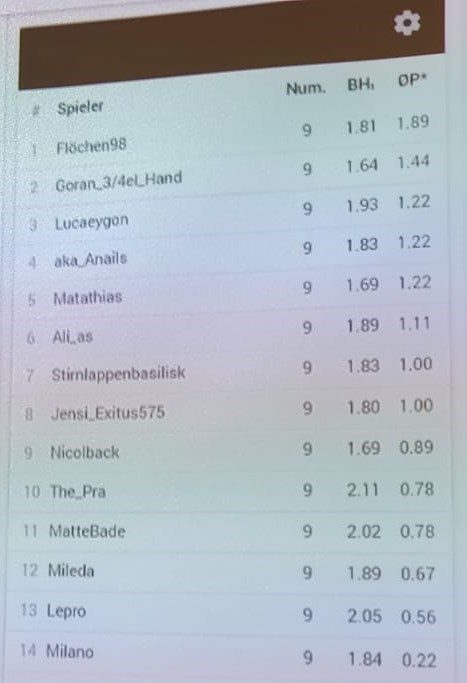 # Spieler Num. BH₁ ØP*
1 Flöchen98 9 1.81 1.89
2 Goran_3/4el_Hand 9 1.64 1.44
3 Lucaeygon 9 1.93 1.22
4 aka_Anails 9 1.83 1.22
5 Matathias 9 1.69 1.22
6 Ali_as 9 1.89 1.11
7 Stirnlappenbasilisk 9 1.83 1.00
8 Jensi_Exitus575 9 1.80 1.00
9 Nicolback 9 1.69 0.89
10 The_Pra 9 2.11 0.78
11 MatteBade 9 2.02 0.78
12 Mileda 9 1.89 0.67
13 Lepro 9 2.05 0.56
14 Milano 9 1.84 0.22